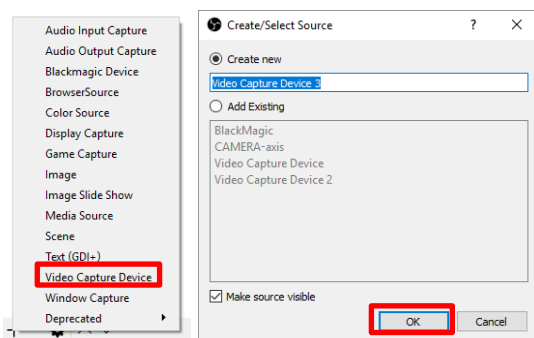 Audio Input Capture
Audio Output Capture
Blackmagic Device
BrowserSource
Color Source
Display Capture
Game Capture
Image
Image Slide Show
Media Source
Scene
Text (GDI+)
Video Capture Device
Window Capture
Deprecated
Create/Select Source
Create new
Video Capture Device 3
Add Existing
BlackMagic
CAMERA-axis
Video Capture Device
Video Capture Device 2
Make source visible
OK Cancel